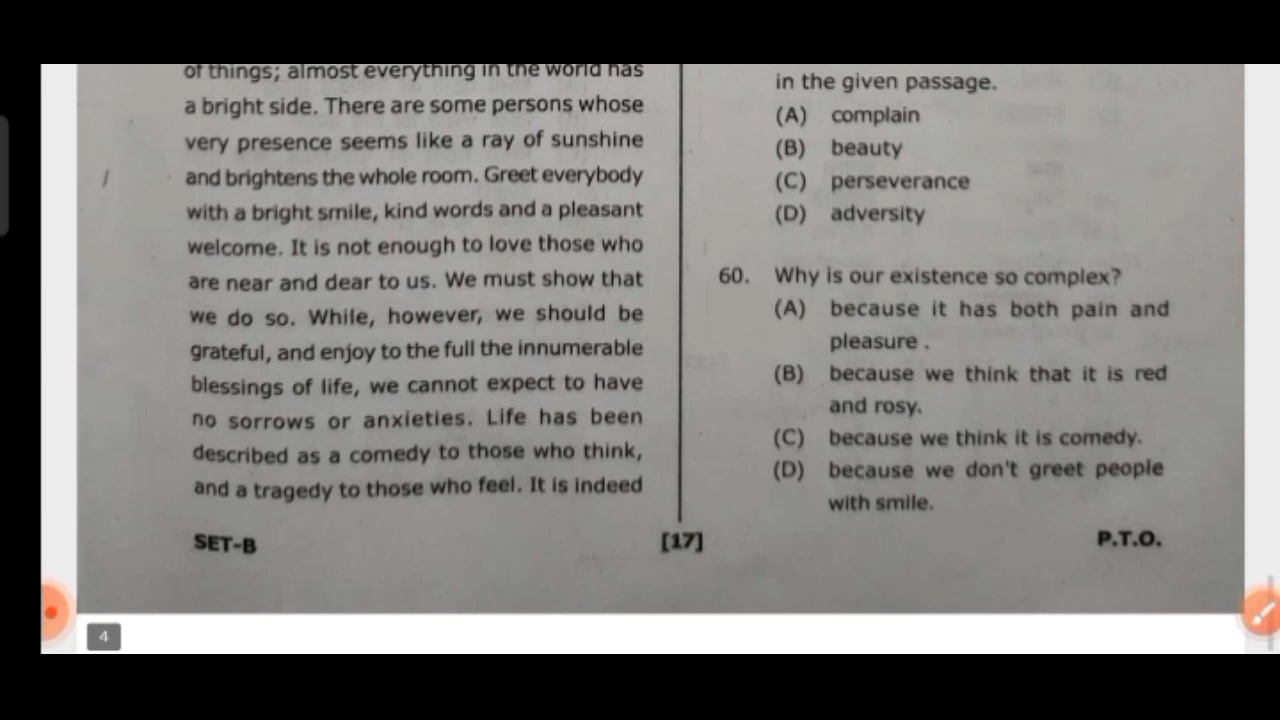 of things; almost everything in the world has
a bright side. There are some persons whose
very presence seems like a ray of sunshine
and brightens the whole room. Greet everybody
with a bright smile, kind words and a pleasant
welcome. It is not enough to love those who
are near and dear to us. We must show that
we do so. While, however, we should be
grateful, and enjoy to the full the innumerable
blessings of life, we cannot expect to have
no sorrows or anxieties. Life has been
described as a comedy to those who think,
and a tragedy to those who feel. It is indeed
SET-B
in the given passage.
(A) complain
(B) beauty
(C) perseverance
(D) adversity
60. Why is our existence so complex?
(A) because it has both pain and
pleasure .
(B) because we think that it is red
and rosy.
(C) because we think it is comedy.
(D) because we don't greet people
with smile.
[17]
P.T.O.
4